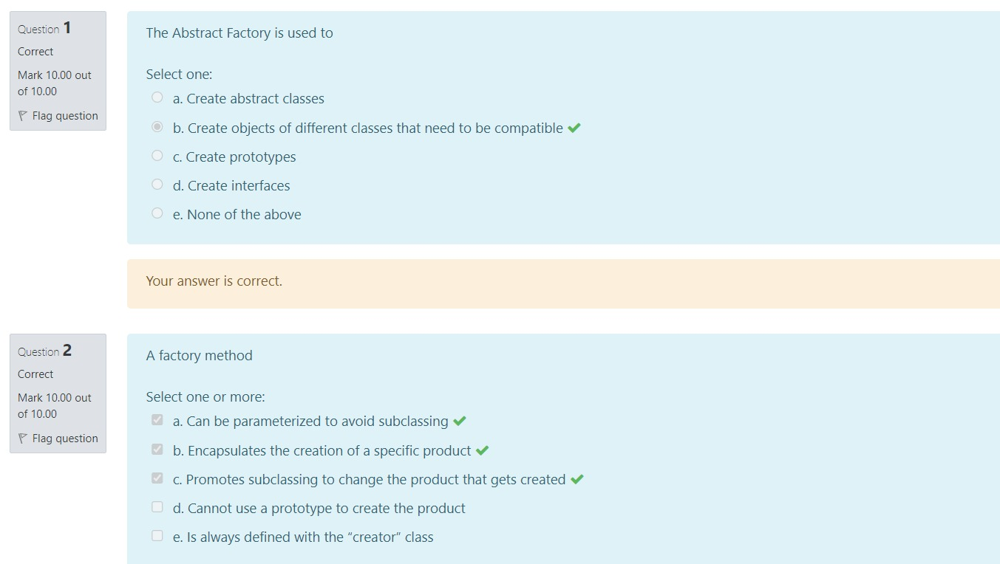 Question 1
Correct
Mark 10.00 out
of 10.00
Flag question
The Abstract Factory is used to
Select one:
a. Create abstract classes
b. Create objects of different classes that need to be compatible
c. Create prototypes
d. Create interfaces
e. None of the above
Your answer is correct.
Question 2
Correct
Mark 10.00 out
of 10.00
Flag question
A factory method
Select one or more:
a. Can be parameterized to avoid subclassing
b. Encapsulates the creation of a specific product
c. Promotes subclassing to change the product that gets created
d. Cannot use a prototype to create the product
e. Is always defined with the “creator” class